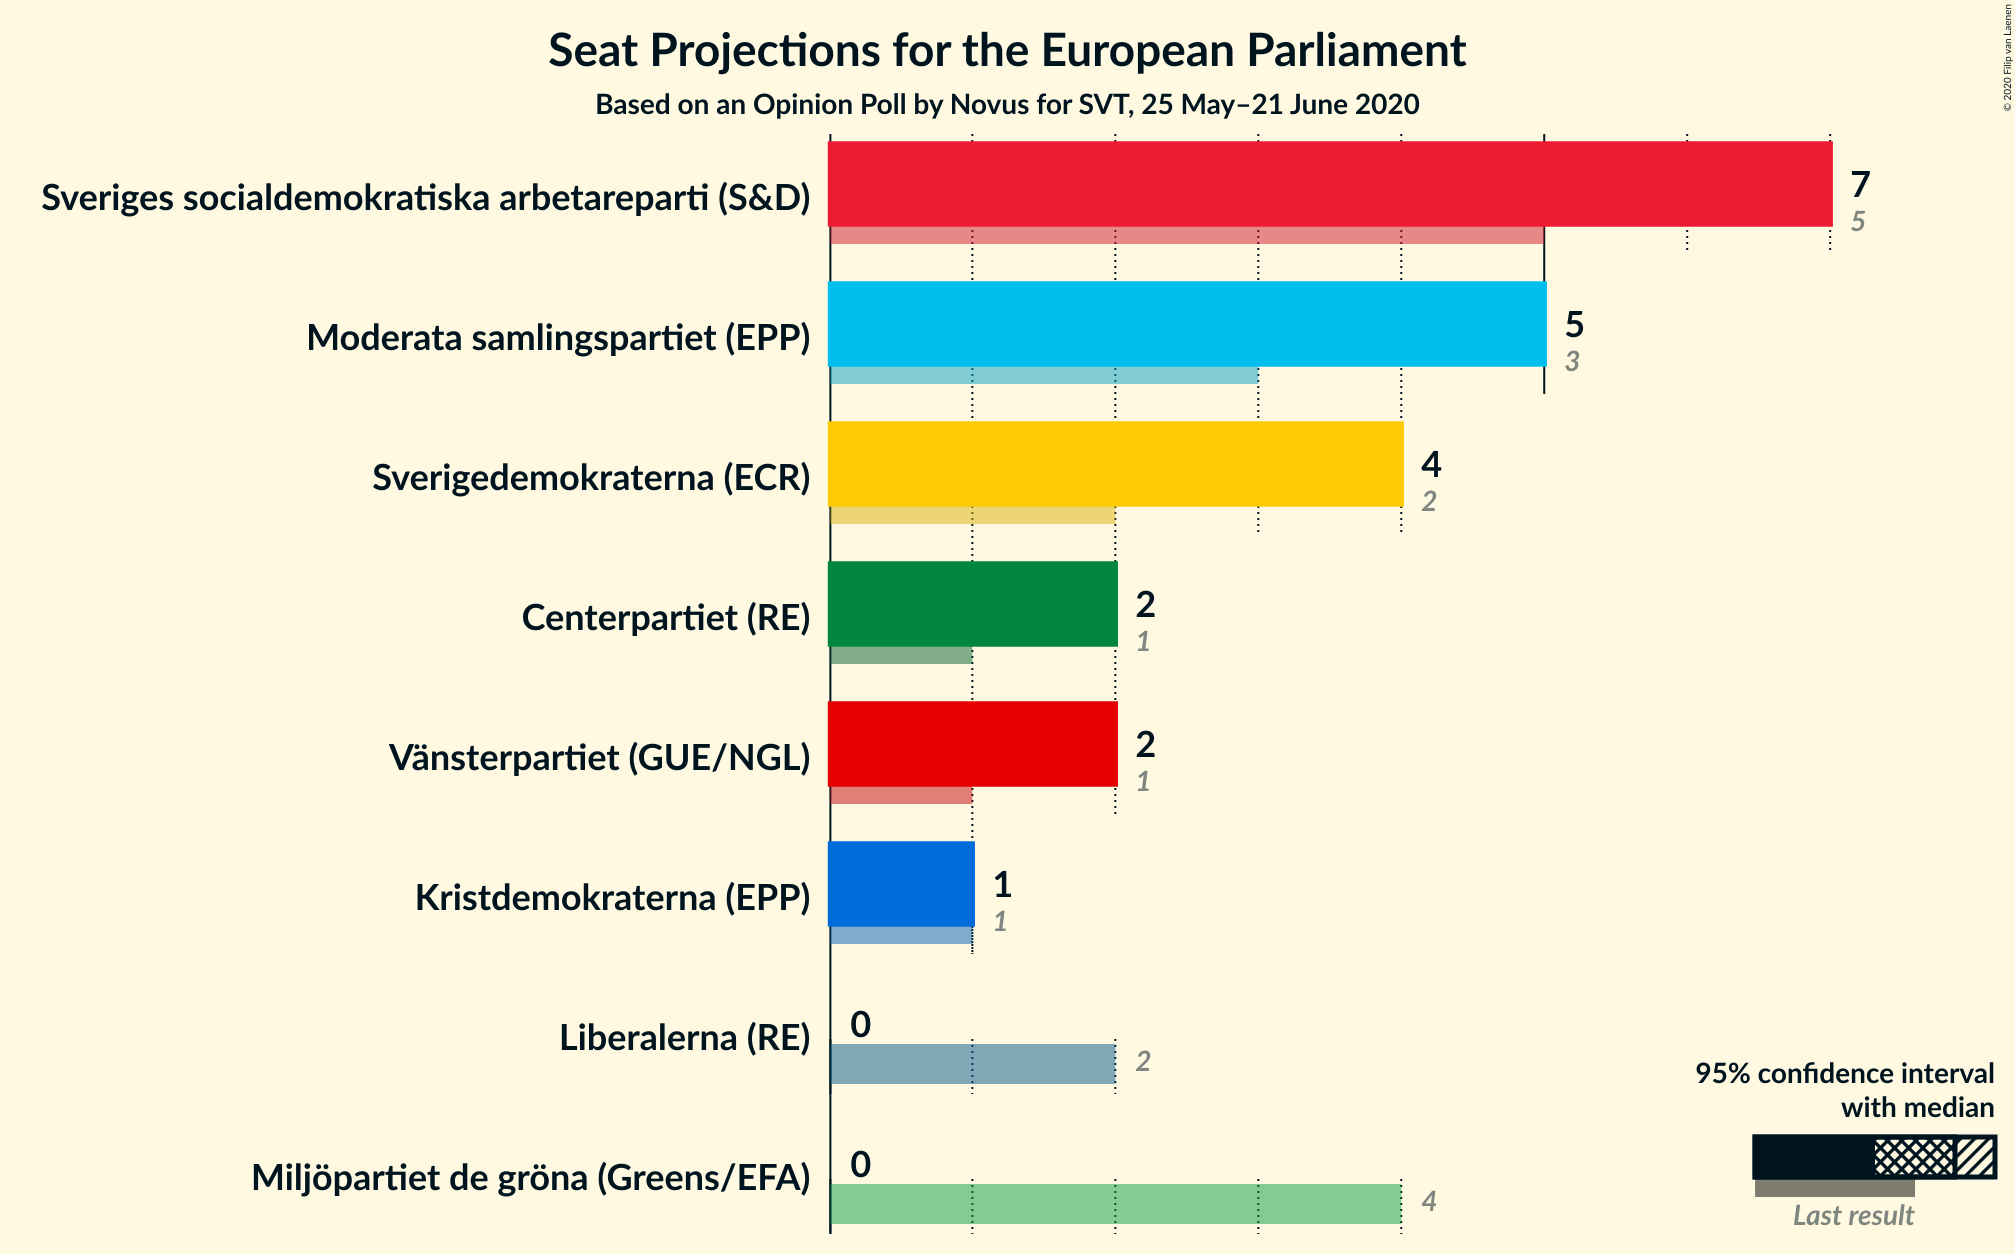 Seat Projections for the European Parliament
Based on an Opinion Poll by Novus for SVT, 25 May–21 June 2020
© 2020 Filip van Laenen
Sveriges socialdemokratiska arbetareparti (S&D)
7
5
Moderata samlingspartiet (EPP)
5
3
Sverigedemokraterna (ECR)
4
2
Centerpartiet (RE)
2
1
Vänsterpartiet (GUE/NGL)
2
1
Kristdemokraterna (EPP)
1
1
Liberalerna (RE)
0
2
Miljöpartiet de gröna (Greens/EFA)
0
4
95% confidence interval
with median
Last result